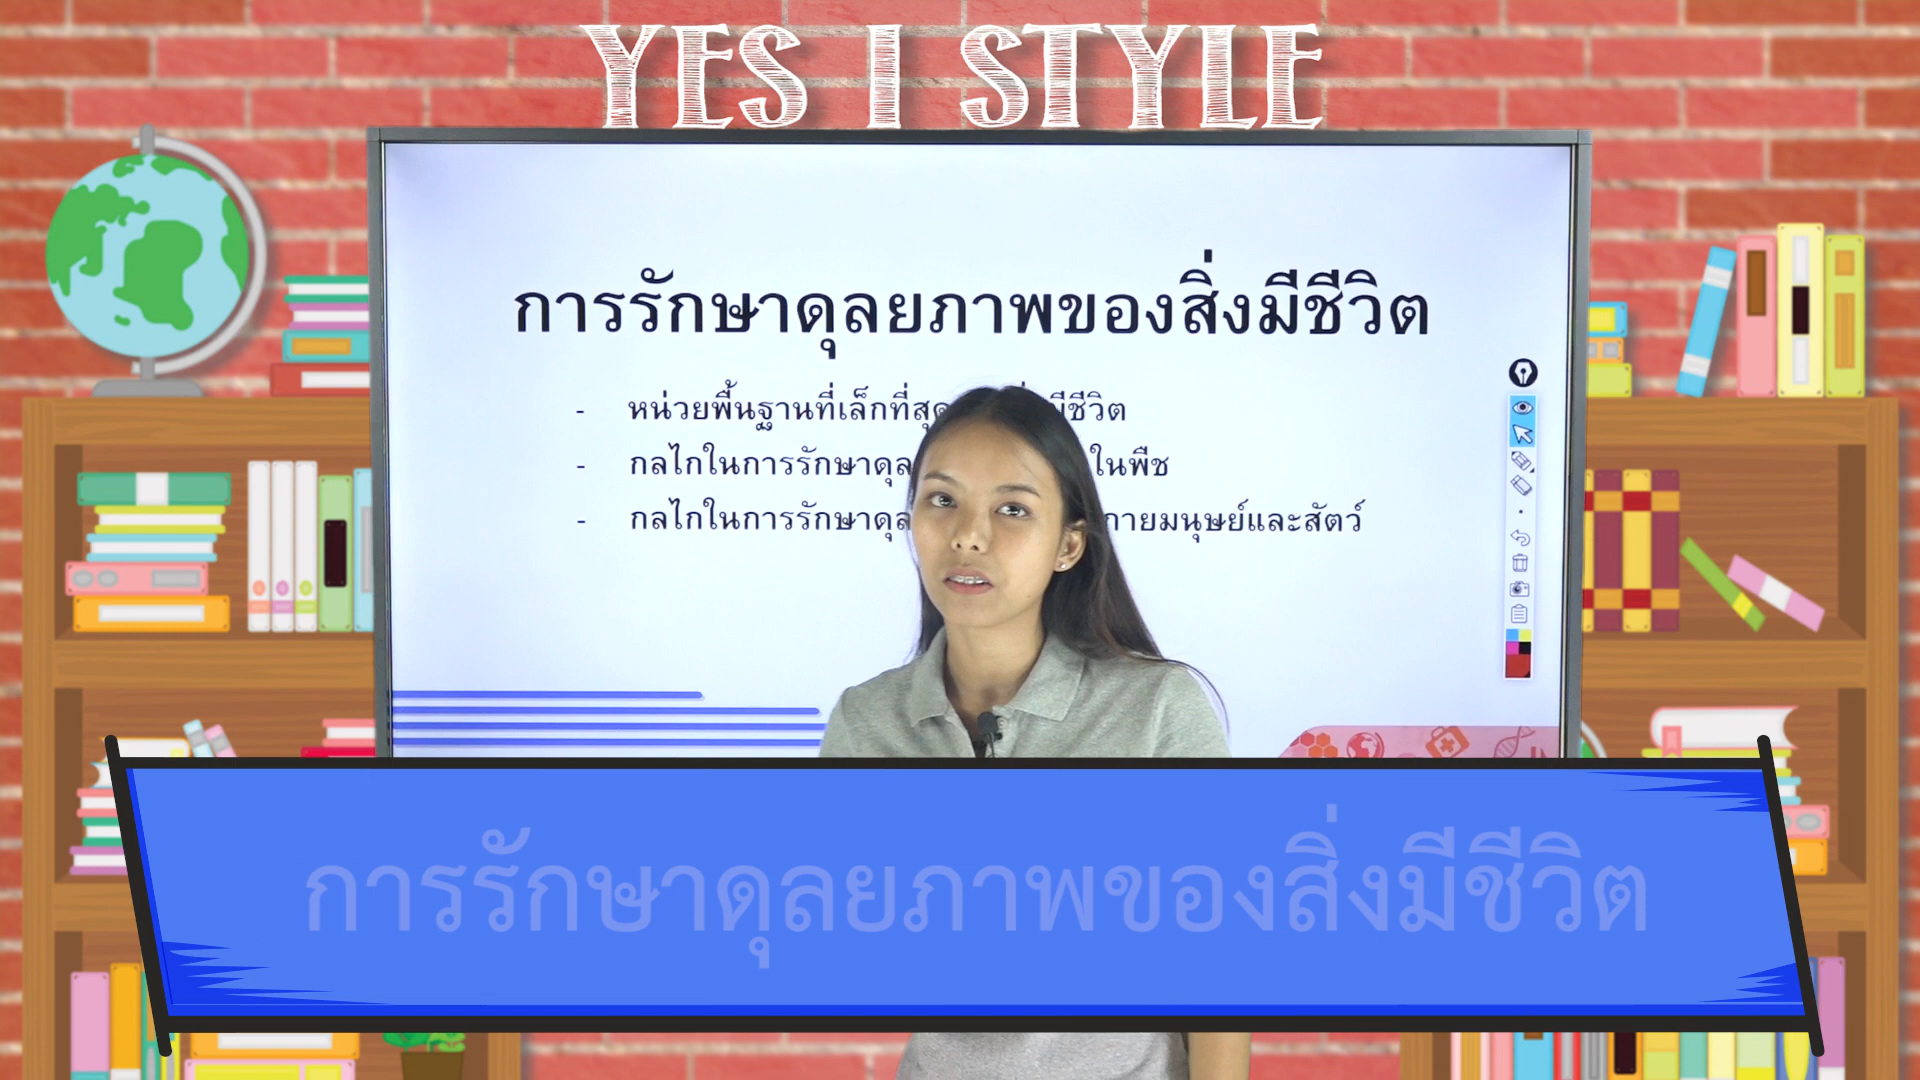 YES I STYLE
การรักษาดุลยภาพของสิ่งมีชีวิต
- หน่วยพื้นฐานที่เล็กที่สุด มีชีวิต
- กลไกในการรักษาดุล ในพืช
- กลไกในการรักษาดุล กายมนุษย์และสัตว์
การรักษาดุลยภาพของสิ่งมีชีวิต